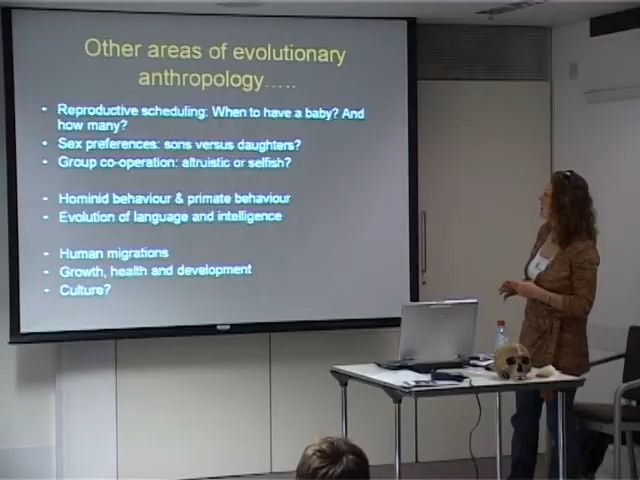 Other areas of evolutionary
anthropology…..
• Reproductive scheduling: When to have a baby? And
how many?
• Sex preferences: sons versus daughters?
• Group co-operation: altruistic or selfish?
• Hominid behaviour & primate behaviour
• Evolution of language and intelligence
• Human migrations
• Growth, health and development
• Culture?